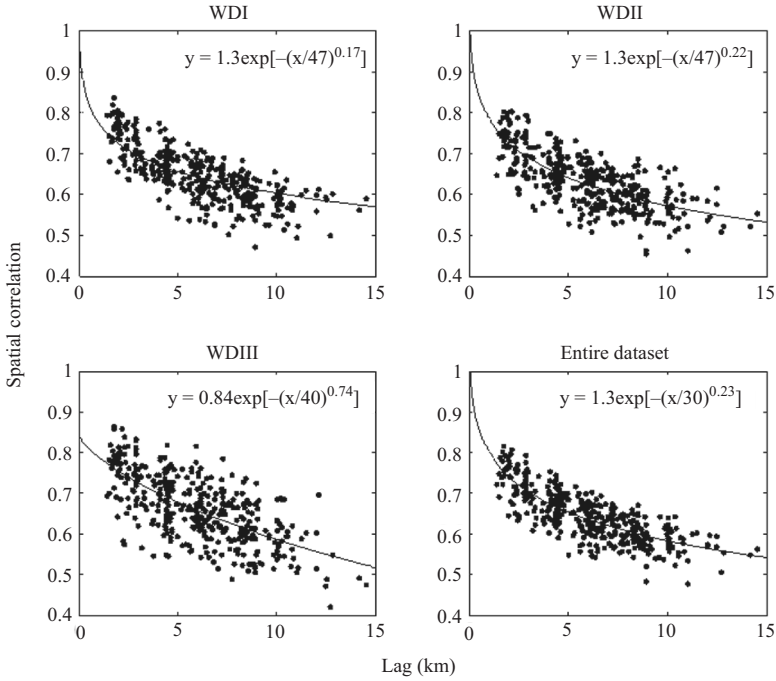 WDI
y = 1.3exp[–(x/47)^0.17]
1
0.9
0.8
0.7
0.6
0.5
0.4
0 5 10 15
WDII
y = 1.3exp[–(x/47)^0.22]
1
0.9
0.8
0.7
0.6
0.5
0.4
0 5 10 15
Spatial correlation
WDIII
y = 0.84exp[–(x/40)^0.74]
1
0.9
0.8
0.7
0.6
0.5
0.4
0 5 10 15
Entire dataset
y = 1.3exp[–(x/30)^0.23]
1
0.9
0.8
0.7
0.6
0.5
0.4
0 5 10 15
Lag (km)